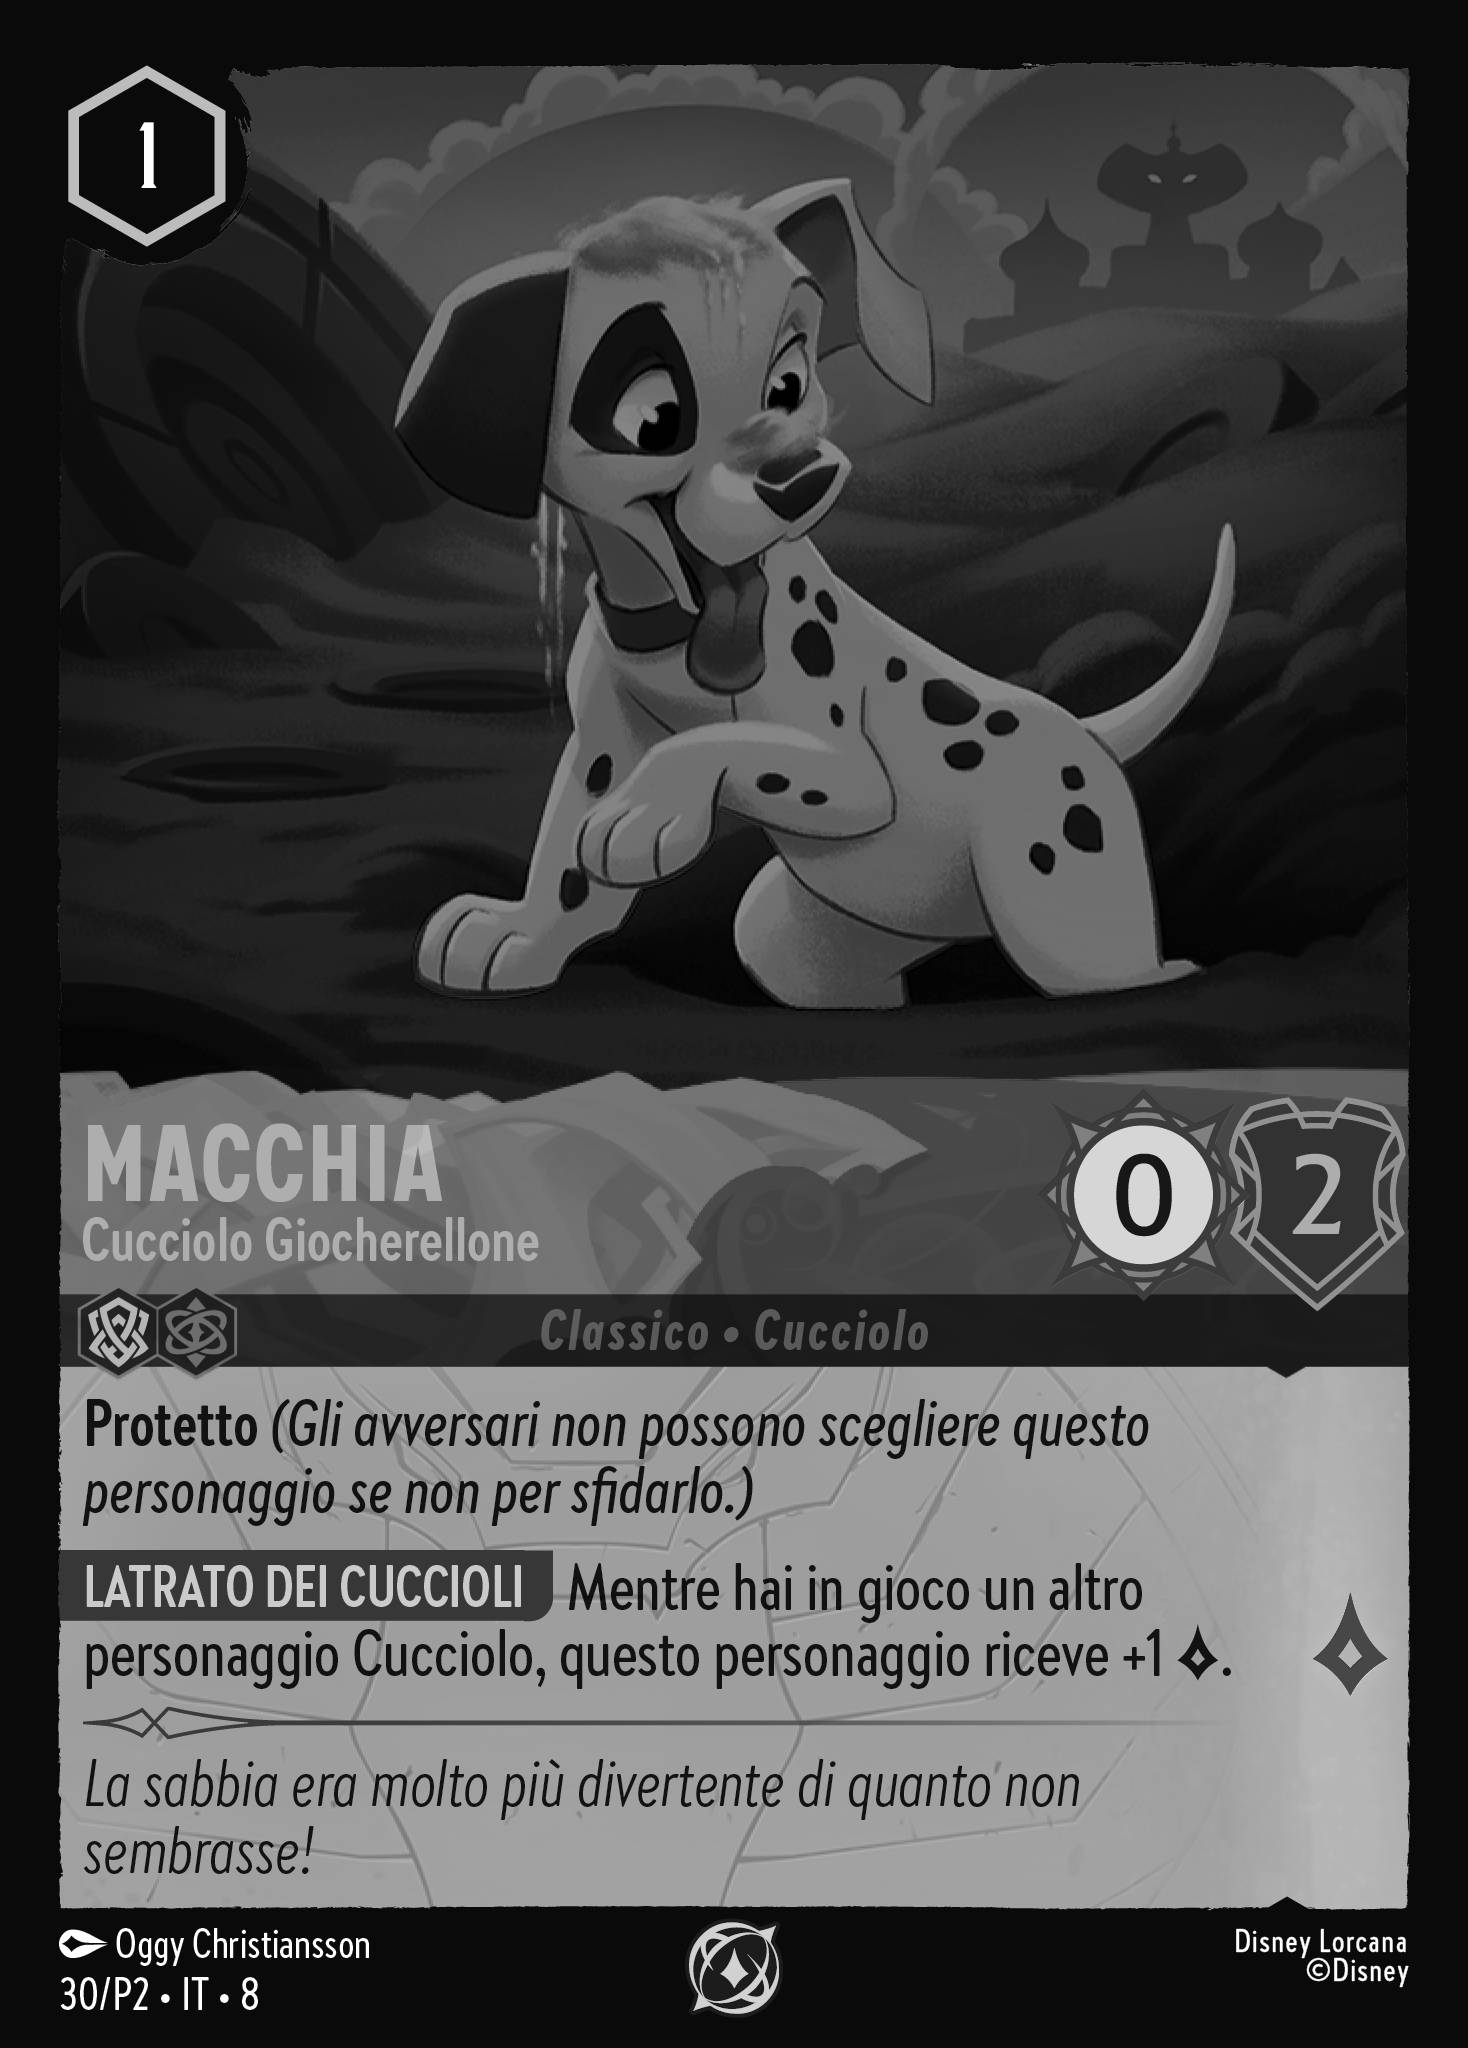 1
MACCHIA
Cucciolo Giocherellone
0
2
Classico • Cucciolo
Protetto (Gli avversari non possono scegliere questo
personaggio se non per sfidarlo.)
LATRATO DEI CUCCIOLI Mentre hai in gioco un altro
personaggio Cucciolo, questo personaggio riceve +1 .
La sabbia era molto più divertente di quanto non
sembrasse!
Oggy Christiansson
30/P2 • IT • 8
Disney Lorcana
©Disney